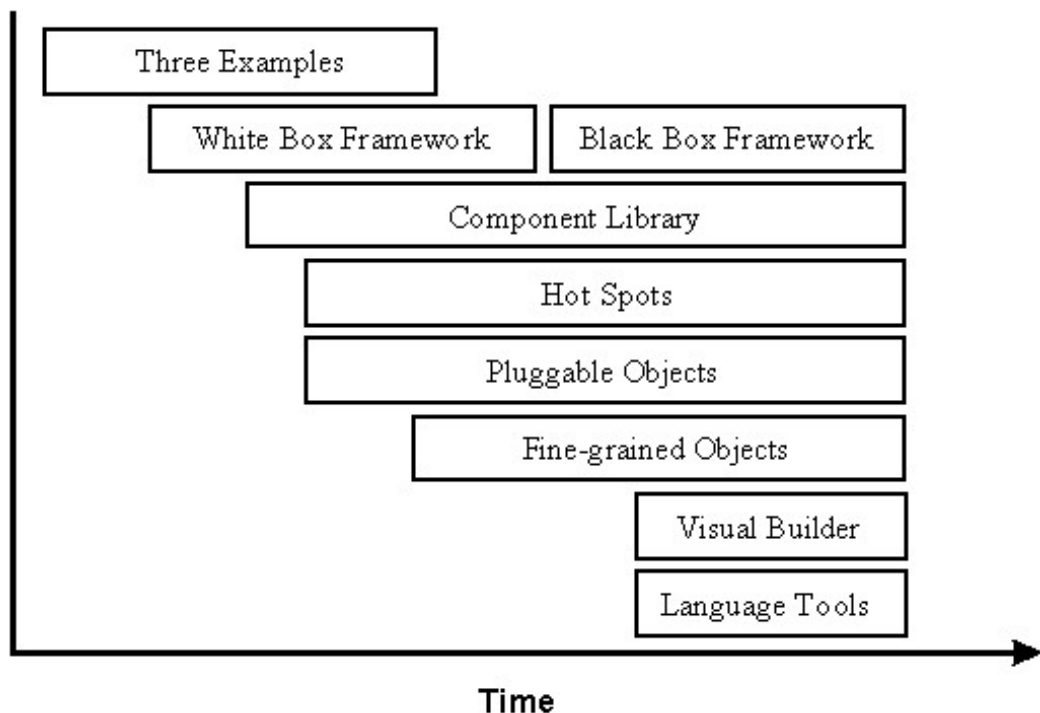 Three Examples
White Box Framework
Black Box Framework
Component Library
Hot Spots
Pluggable Objects
Fine-grained Objects
Visual Builder
Language Tools
Time